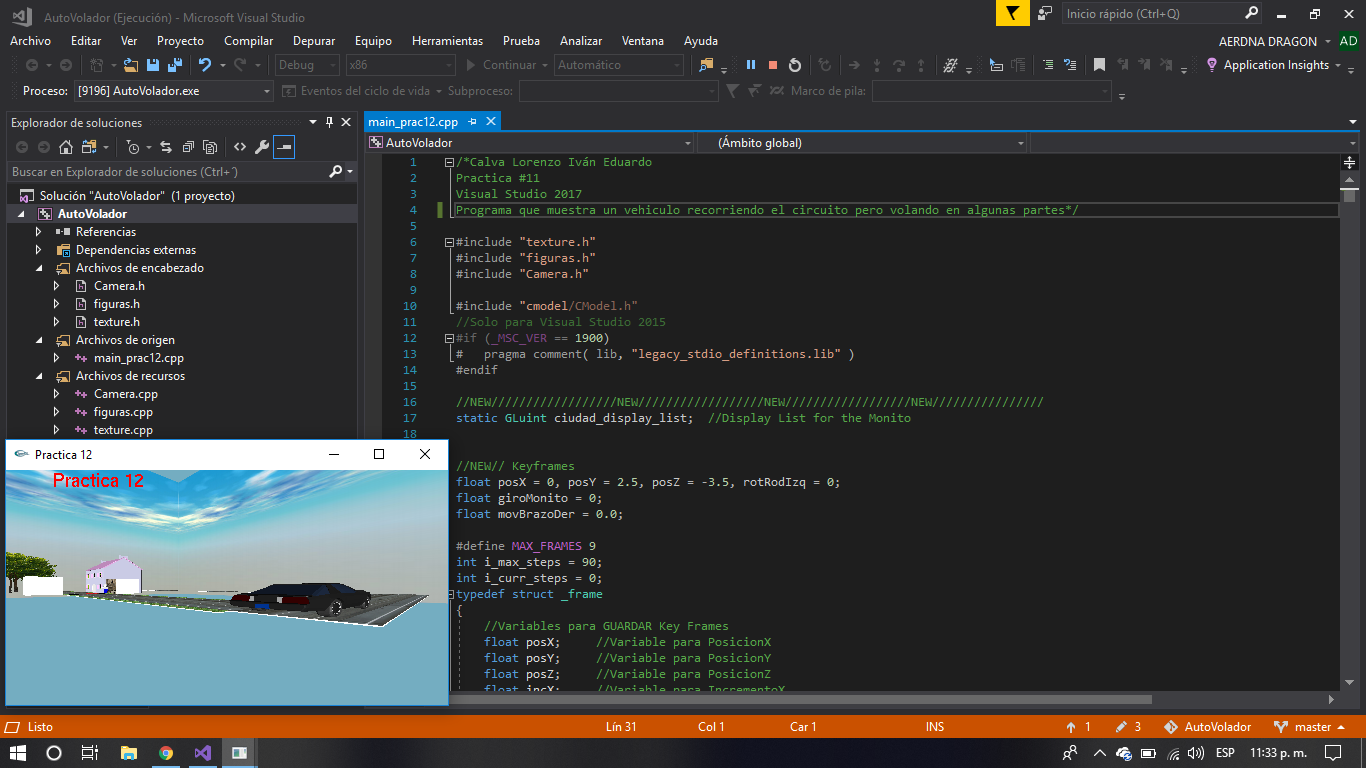 AutoVolador (Ejecución) - Microsoft Visual Studio
Inicio rápido (Ctrl+Q)
Archivo Editar Ver Proyecto Compilar Depurar Equipo Herramientas Prueba Analizar Ventana Ayuda
AERDNA DRAGON AD
Debug x86 Continuar Automático Application Insights
Proceso: [9196] AutoVolador.exe Eventos del ciclo de vida Subproceso: Marco de pila:
Explorador de soluciones
Buscar en Explorador de soluciones (Ctrl+´)
Solución "AutoVolador" (1 proyecto)
AutoVolador
Referencias
Dependencias externas
Archivos de encabezado
Camera.h
figuras.h
texture.h
Archivos de origen
main_prac12.cpp
Archivos de recursos
Camera.cpp
figuras.cpp
texture.cpp
main_prac12.cpp
AutoVolador (Ámbito global)
1 /*Calva Lorenzo Iván Eduardo
2 Practica #11
3 Visual Studio 2017
4 Programa que muestra un vehiculo recorriendo el circuito pero volando en algunas partes*/
5
6 #include "texture.h"
7 #include "figuras.h"
8 #include "Camera.h"
9
10 #include "cmodel/CModel.h"
11 //Solo para Visual Studio 2015
12 #if (_MSC_VER == 1900)
13 # pragma comment( lib, "legacy_stdio_definitions.lib" )
14 #endif
15
16 //NEW//////////////////NEW//////////////////NEW//////////////////NEW////////////////
17 static GLuint ciudad_display_list; //Display List for the Monito
18
//NEW// Keyframes
float posX = 0, posY = 2.5, posZ = -3.5, rotRodIzq = 0;
float giroMonito = 0;
float movBrazoDer = 0.0;
#define MAX_FRAMES 9
int i_max_steps = 90;
int i_curr_steps = 0;
typedef struct _frame
{
//Variables para GUARDAR Key Frames
float posX; //Variable para PosicionX
float posY; //Variable para PosicionY
float posZ; //Variable para PosicionZ
float incX; //Variable para IncrementoX
Practica 12
Practica 12
Listo Lín 31 Col 1 Car 1 INS 1 3 AutoVolador master
ESP 11:33 p. m.